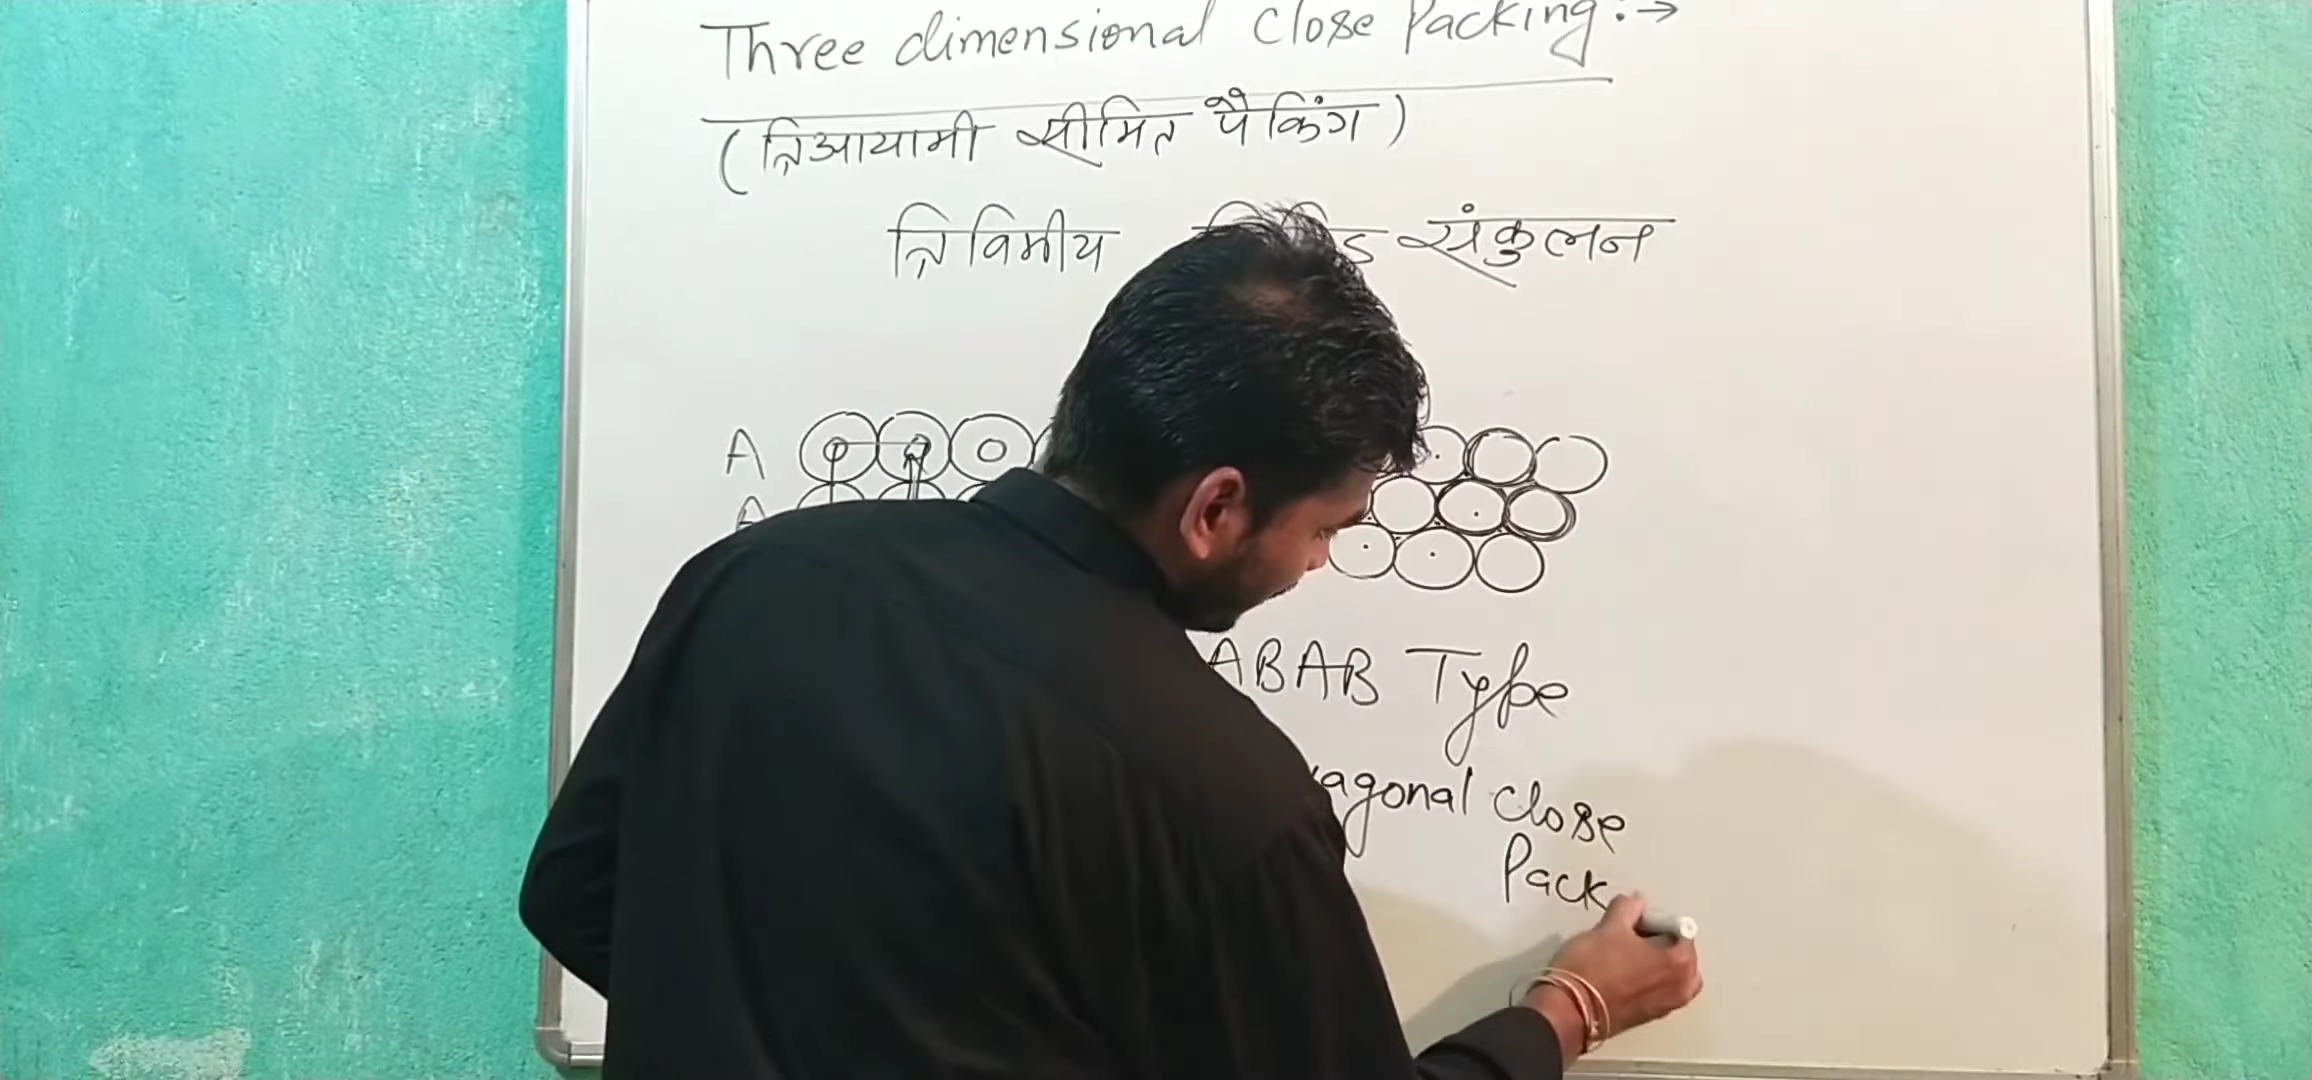 Three dimensional Close Packing:→
(त्रिआयामी सीमित पैकिंग)
त्रिविमीय संकुलन
A
A
ABAB Type
agonal close
Pack